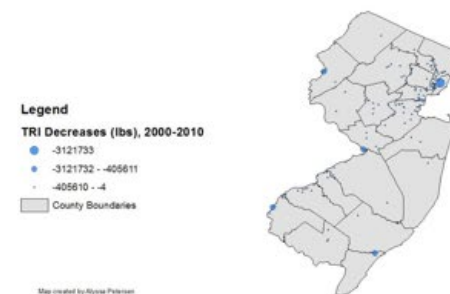 Legend
TRI Decreases (lbs), 2000-2010
-3121733
-3121732 - -405611
-405610 - -4
County Boundaries
Map created by Alyssa Petersen